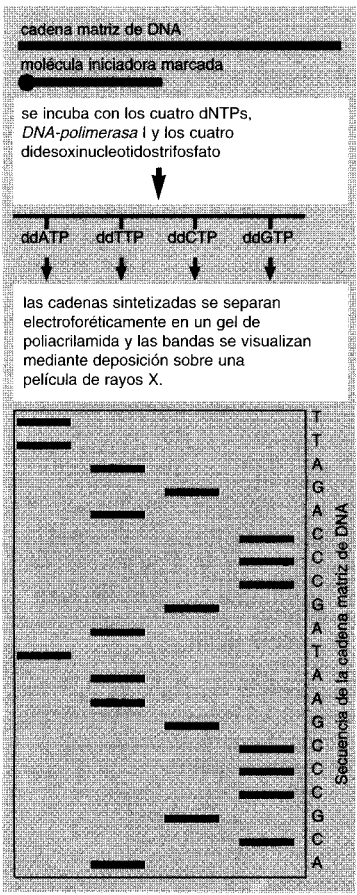 cadena matriz de DNA
molécula iniciadora marcada
se incuba con los cuatro dNTPs,
DNA-polimerasa I y los cuatro
didesoxinucleotidostrifosfato
ddATP ddTTP ddCTP ddGTP
las cadenas sintetizadas se separan
electroforéticamente en un gel de
poliacrilamida y las bandas se visualizan
mediante deposición sobre una
película de rayos X.
T
T
A
G
A
C
C
C
G
A
T
A
A
G
C
C
C
G
C
A
Secuencia de la cadena matriz de DNA